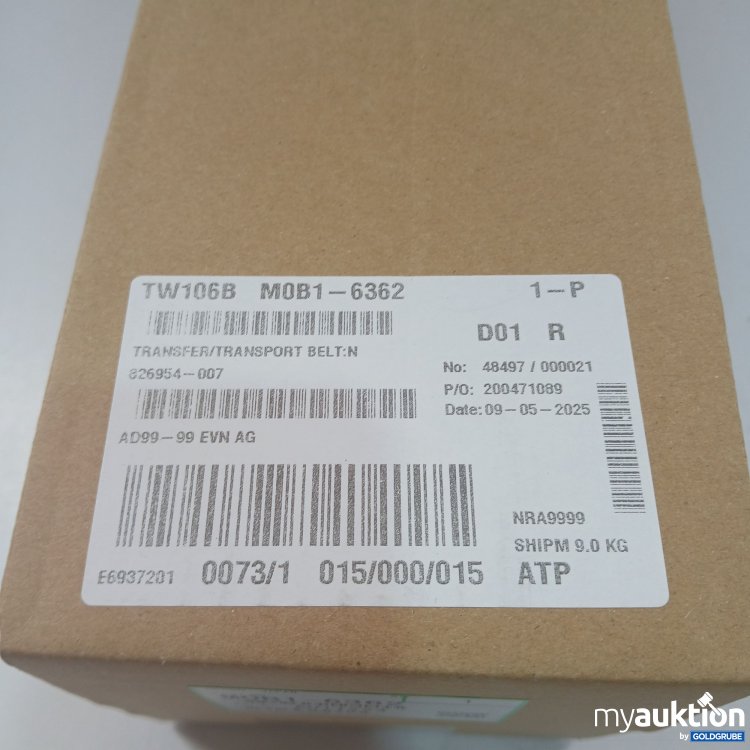 TW106B M0B1-6362 1-P
D01 R
TRANSFER/TRANSPORT BELT:N
826954-007
No: 48497 / 000021
P/O: 200471089
Date: 09-05-2025
AD99-99 EVN AG
NRA9999
SHIPM 9.0 KG
E6937201 0073/1 015/000/015 ATP
myauktion
by GOLDGRUBE